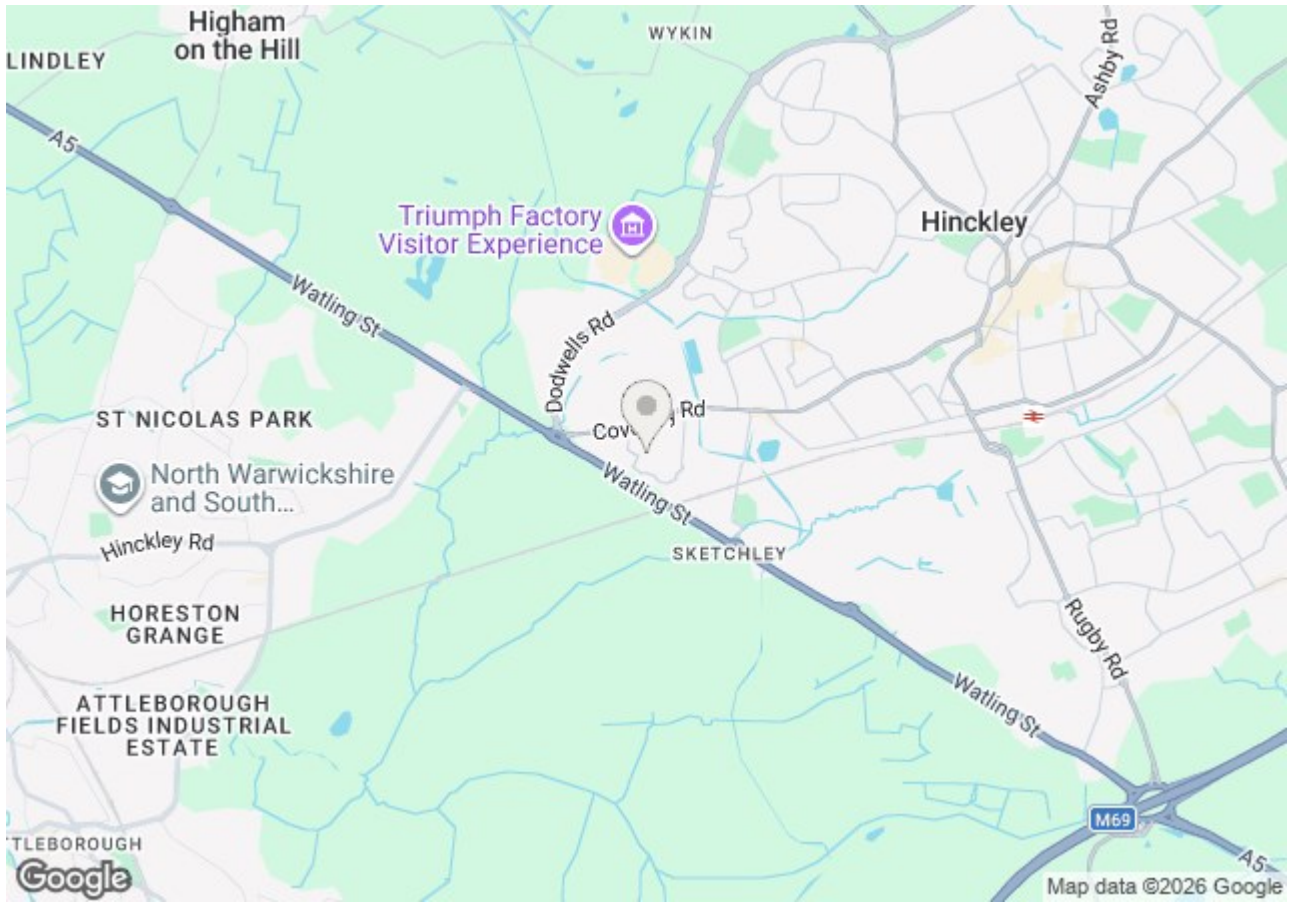 Higham
on the Hill
LINDLEY
WYKIN
Ashby Rd
A5
Triumph Factory
Visitor Experience
Hinckley
Watling St
Dodwells Rd
ST NICOLAS PARK
Rd
North Warwickshire
and South...
Watling St
Hinckley Rd
SKETCHLEY
HORESTON
GRANGE
Rugby Rd
ATTLEBOROUGH
FIELDS INDUSTRIAL
ESTATE
Watling St
M69
TTLEBOROUGH
A5
Google
Map data ©2026 Google